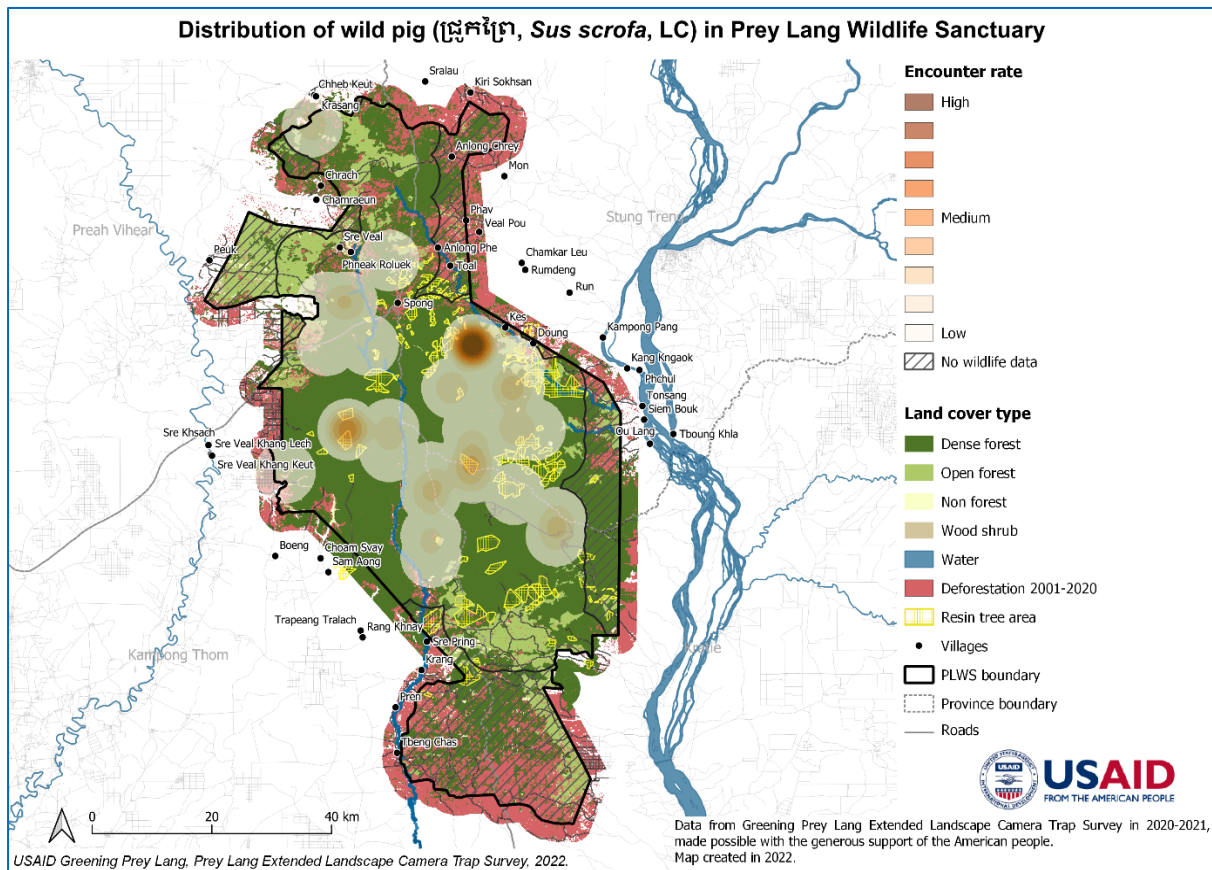 Distribution of wild pig (ជ្រូកព្រៃ, Sus scrofa, LC) in Prey Lang Wildlife Sanctuary
Sralau
Chheb Keut
Kiri Sokhsan
Krasang
Anlong Chrey
Mon
Chrach
Chamraeun
Phav
Stung Treng
Veal Pou
Preah Vihear
Sre Veal
Anlong Phe
Peuk
Phneak Roluek
Toal
Chamkar Leu
Rumdeng
Run
Spong
Kes
Doung
Kampong Pang
Kang Kngaok
Phchul
Tonsang
Siem Bouk
Ou Lang
Tboung Khla
Sre Khsach
Sre Veal Khang Lech
Sre Veal Khang Keut
Boeng
Choam Svay
Sam Aong
Trapeang Tralach
Rang Khnay
Sre Pring
Kampong Thom
Kratie
Krang
Pren
Tbeng Chas
0 20 40 km
USAID Greening Prey Lang, Prey Lang Extended Landscape Camera Trap Survey, 2022.
Encounter rate
High
Medium
Low
No wildlife data
Land cover type
Dense forest
Open forest
Non forest
Wood shrub
Water
Deforestation 2001-2020
Resin tree area
Villages
PLWS boundary
Province boundary
Roads
UNITED STATES AGENCY
INTERNATIONAL DEVELOPMENT
USAID
USAID
FROM THE AMERICAN PEOPLE
Data from Greening Prey Lang Extended Landscape Camera Trap Survey in 2020-2021,
made possible with the generous support of the American people.
Map created in 2022.